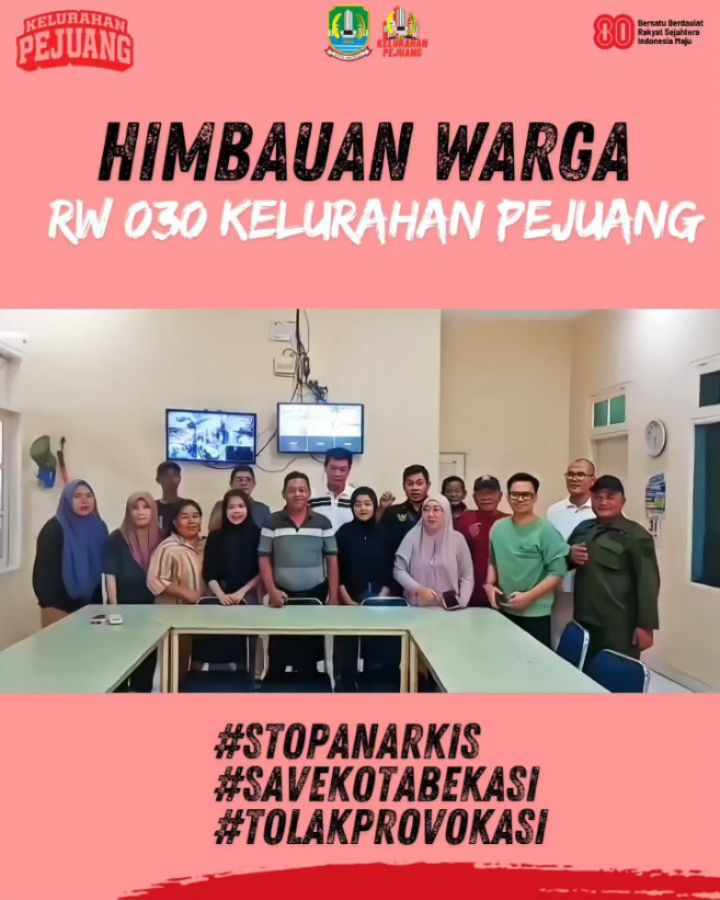 KELURAHAN
PEJUANG
KELURAHAN
PEJUANG
80
Bersatu Berdaulat
Rakyat Sejahtera
Indonesia Maju
HIMBAUAN WARGA
RW 030 KELURAHAN PEJUANG
#STOPANARKIS
#SAVEKOTABEKASI
#TOLAKPROVOKASI